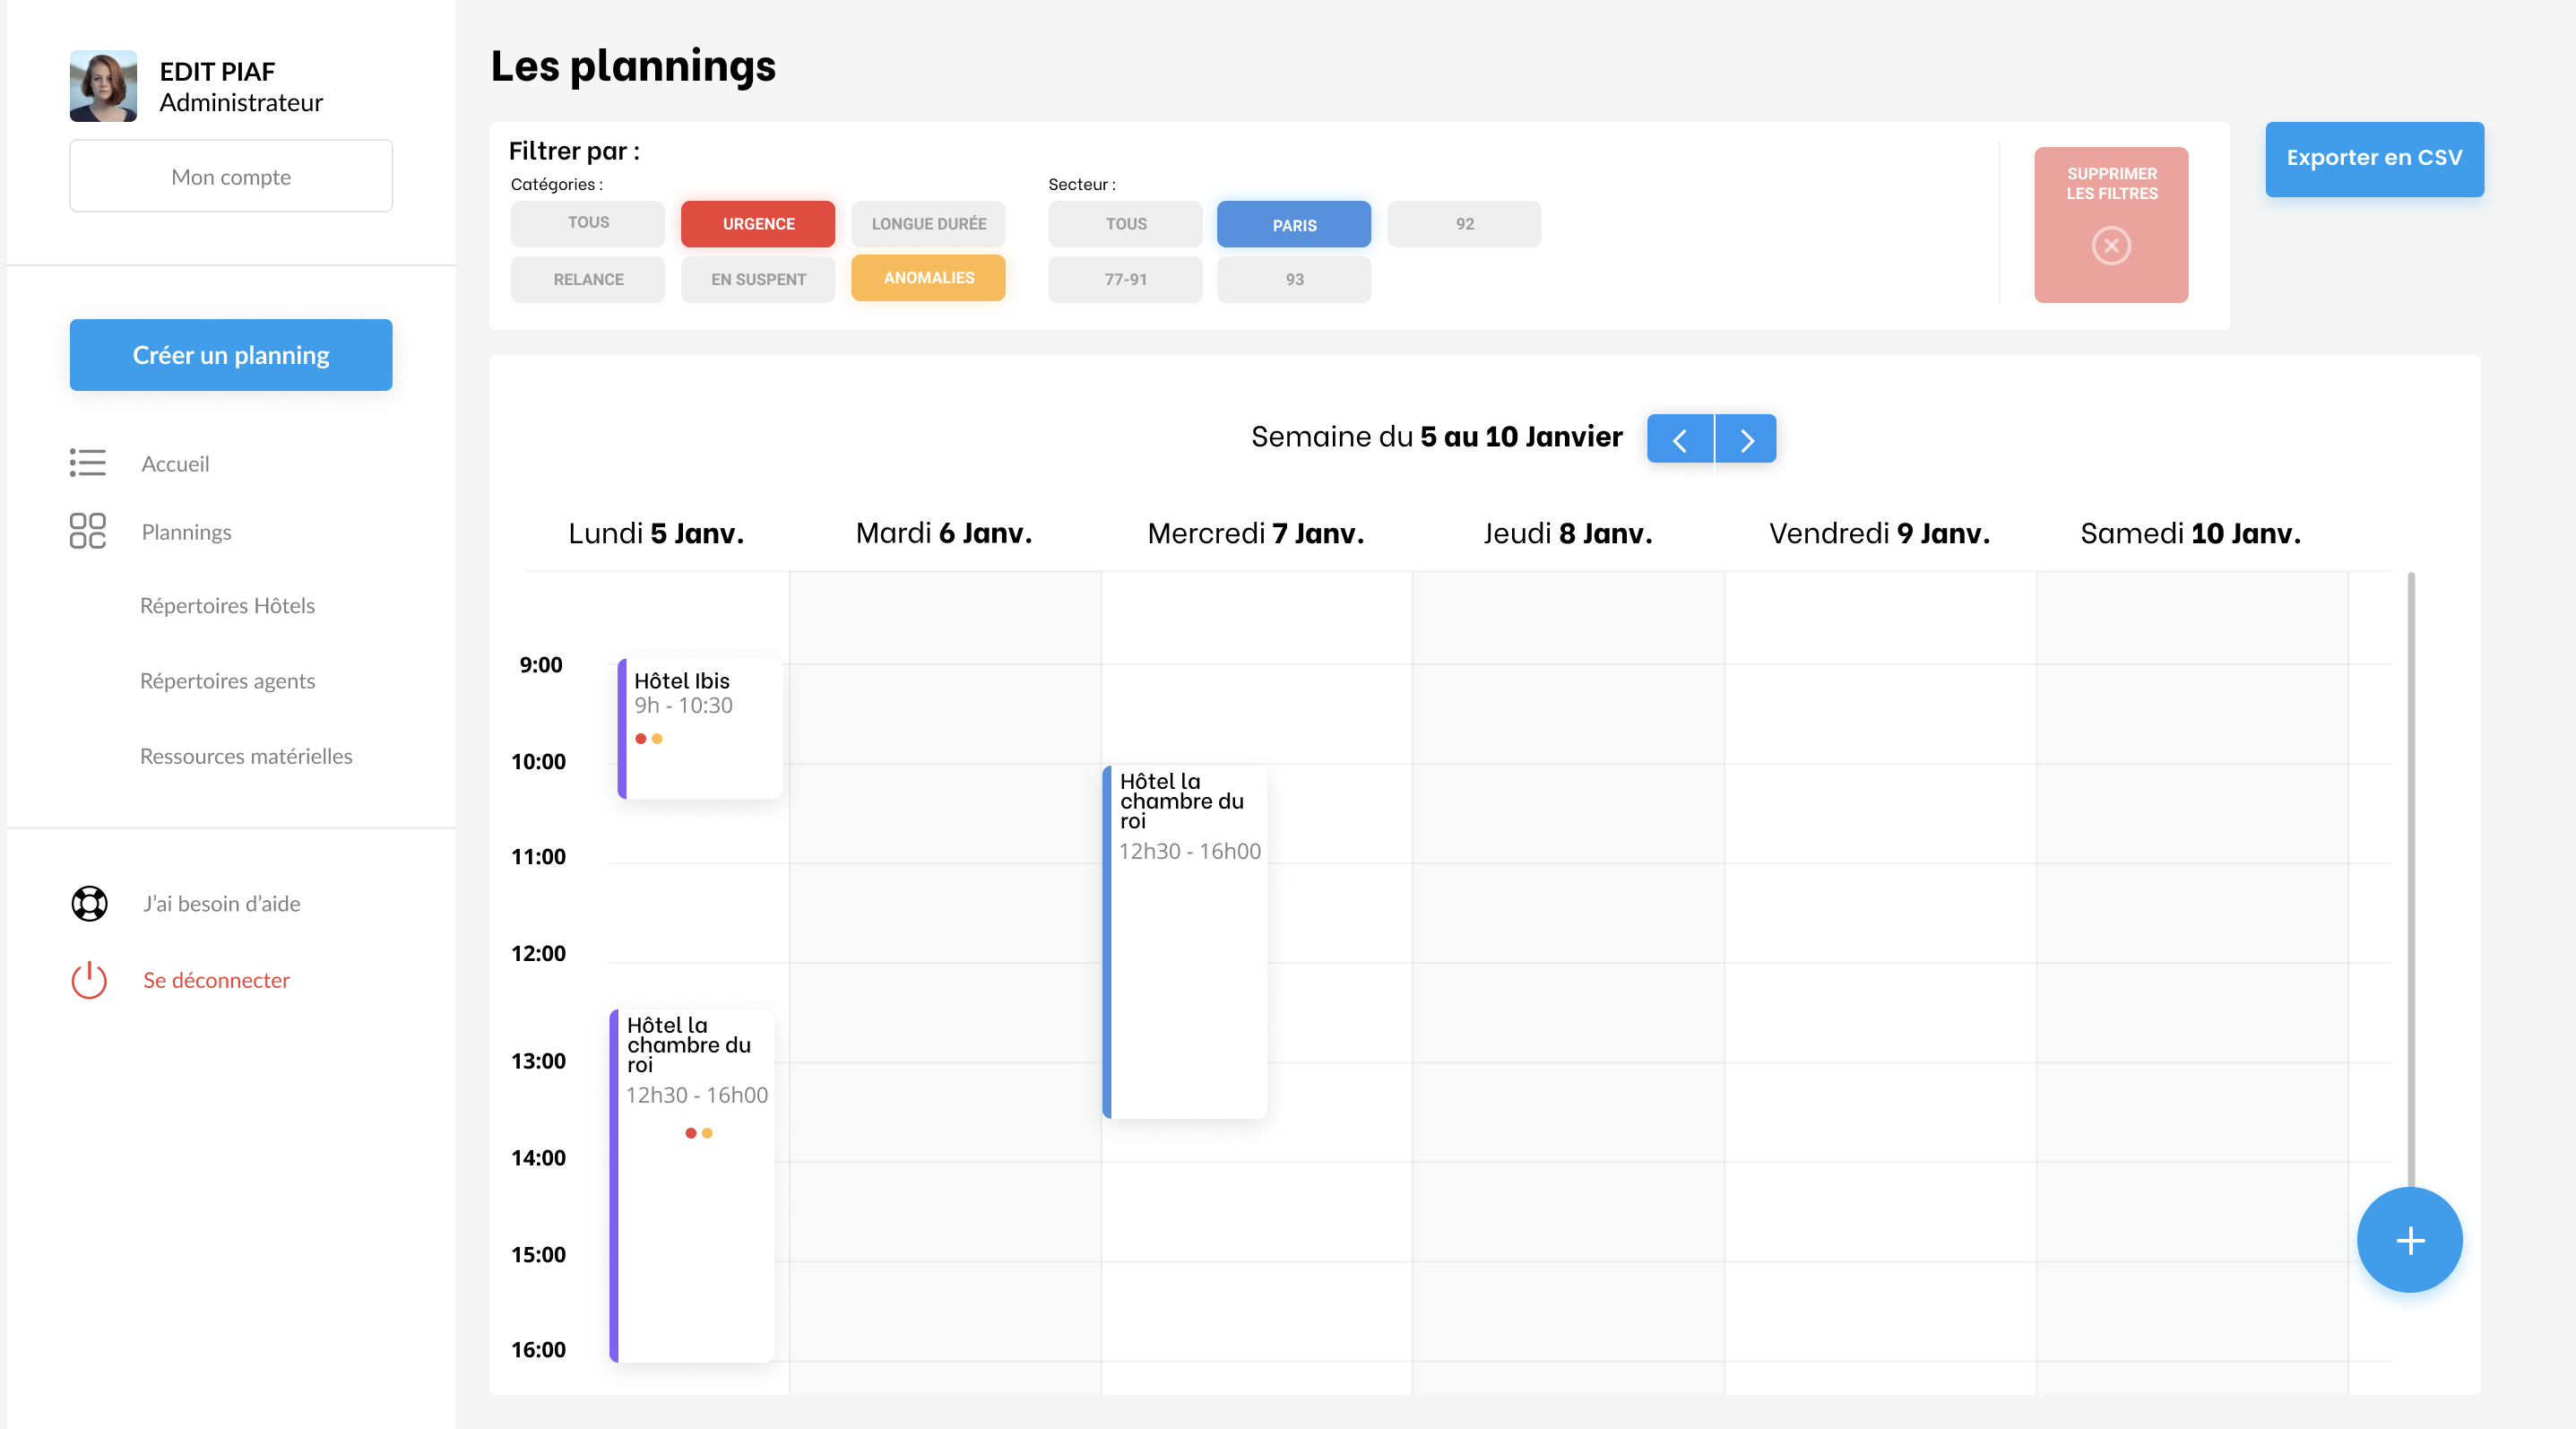 EDIT PIAF
Administrateur
Mon compte
Créer un planning
Accueil
Plannings
Répertoires Hôtels
Répertoires agents
Ressources matérielles
J’ai besoin d’aide
Se déconnecter
Les plannings
Filtrer par :
Catégories :
TOUS
URGENCE
LONGUE DURÉE
RELANCE
EN SUSPENT
ANOMALIES
Secteur :
TOUS
PARIS
92
77-91
93
SUPPRIMER
LES FILTRES
Exporter en CSV
Semaine du 5 au 10 Janvier
Lundi 5 Janv.
Mardi 6 Janv.
Mercredi 7 Janv.
Jeudi 8 Janv.
Vendredi 9 Janv.
Samedi 10 Janv.
9:00
10:00
11:00
12:00
13:00
14:00
15:00
16:00
Hôtel Ibis
9h - 10:30
Hôtel la
chambre du
roi
12h30 - 16h00
Hôtel la
chambre du
roi
12h30 - 16h00